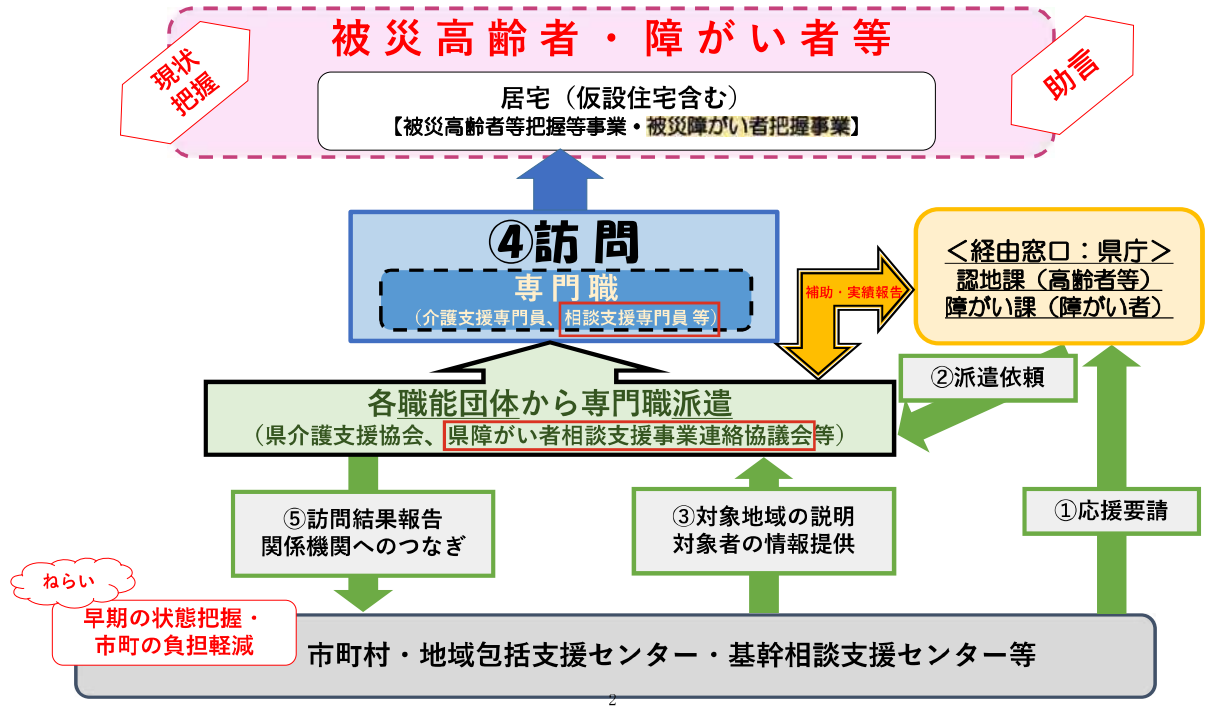 被災高齢者・障がい者等
現状
把握
助言
居宅（仮設住宅含む）
【被災高齢者等把握等事業・被災障がい者把握事業】
④訪問
専門職
（介護支援専門員、相談支援専門員 等）
補助・実績報告
＜経由窓口：県庁＞
認地課（高齢者等）
障がい課（障がい者）
②派遣依頼
各職能団体から専門職派遣
（県介護支援協会、県障がい者相談支援事業連絡協議会等）
⑤訪問結果報告
関係機関へのつなぎ
③対象地域の説明
対象者の情報提供
①応援要請
ねらい
早期の状態把握・
市町の負担軽減
市町村・地域包括支援センター・基幹相談支援センター等
2